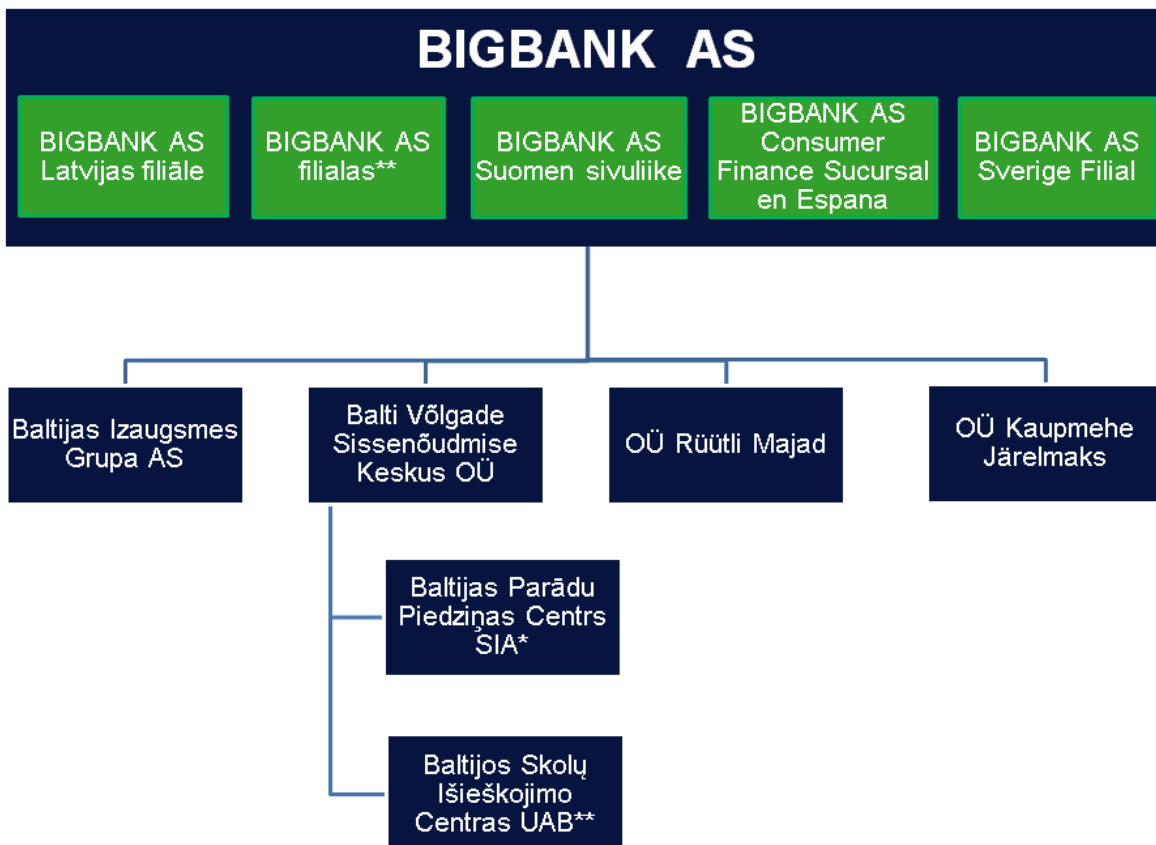 BIGBANK AS
BIGBANK AS
Latvijas filiāle
BIGBANK AS
filialas**
BIGBANK AS
Suomen sivuliike
BIGBANK AS
Consumer
Finance Sucursal
en Espana
BIGBANK AS
Sverige Filial
Baltijas Izaugsmes
Grupa AS
Balti Võlgade
Sissenõudmise
Keskus OÜ
OÜ Rüütli Majad
OÜ Kaupmehe
Järelmaks
Baltijas Parādu
Piedziņas Centrs
SIA*
Baltijos Skolų
Išieškojimo
Centras UAB**